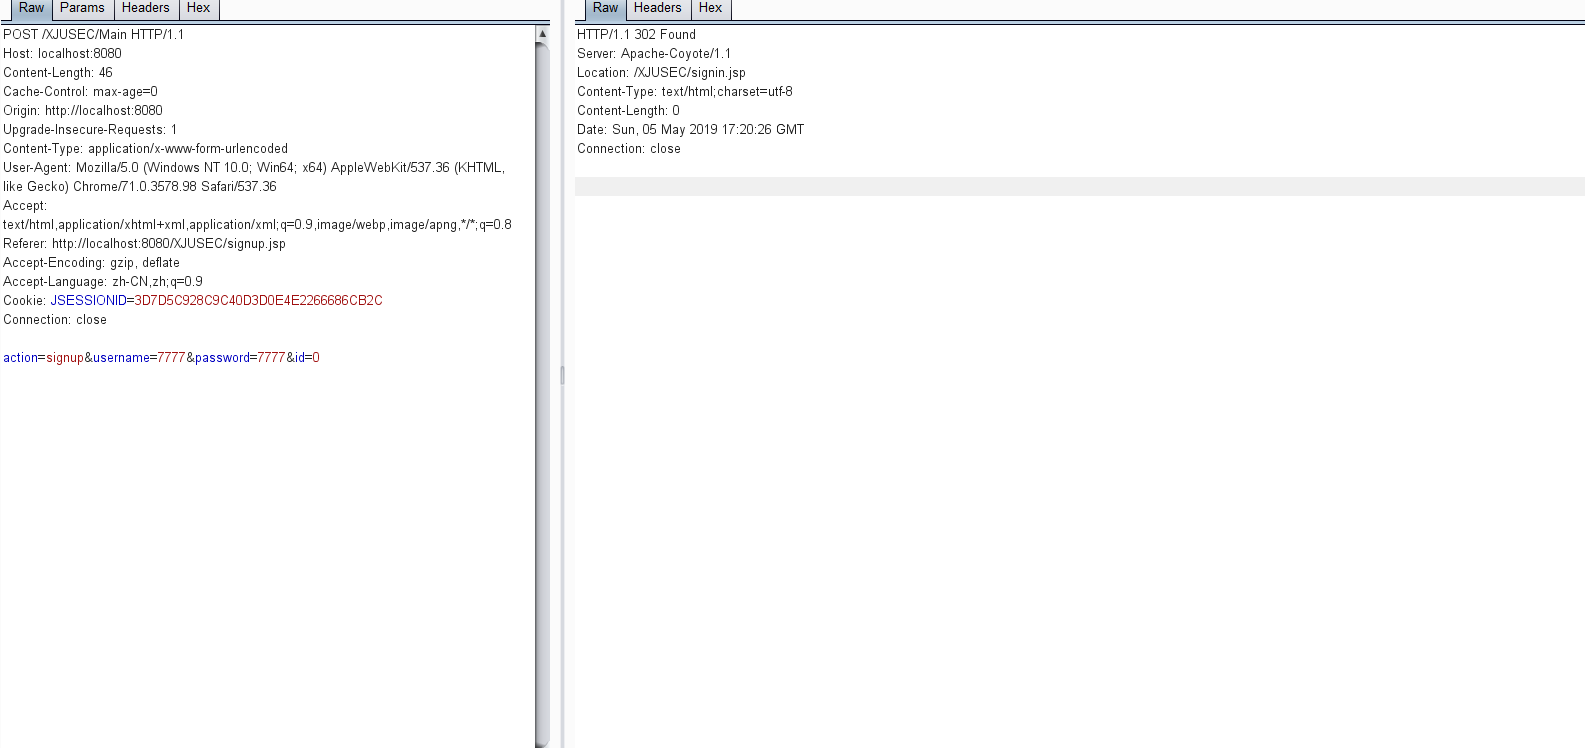 Raw Params Headers Hex
POST /XJUSEC/Main HTTP/1.1
Host: localhost:8080
Content-Length: 46
Cache-Control: max-age=0
Origin: http://localhost:8080
Upgrade-Insecure-Requests: 1
Content-Type: application/x-www-form-urlencoded
User-Agent: Mozilla/5.0 (Windows NT 10.0; Win64; x64) AppleWebKit/537.36 (KHTML,
like Gecko) Chrome/71.0.3578.98 Safari/537.36
Accept:
text/html,application/xhtml+xml,application/xml;q=0.9,image/webp,image/apng,*/*;q=0.8
Referer: http://localhost:8080/XJUSEC/signup.jsp
Accept-Encoding: gzip, deflate
Accept-Language: zh-CN,zh;q=0.9
Cookie: JSESSIONID=3D7D5C928C9C40D3D0E4E2266686CB2C
Connection: close
action=signup&username=7777&password=7777&id=0
Raw Headers Hex
HTTP/1.1 302 Found
Server: Apache-Coyote/1.1
Location: /XJUSEC/signin.jsp
Content-Type: text/html;charset=utf-8
Content-Length: 0
Date: Sun, 05 May 2019 17:20:26 GMT
Connection: close